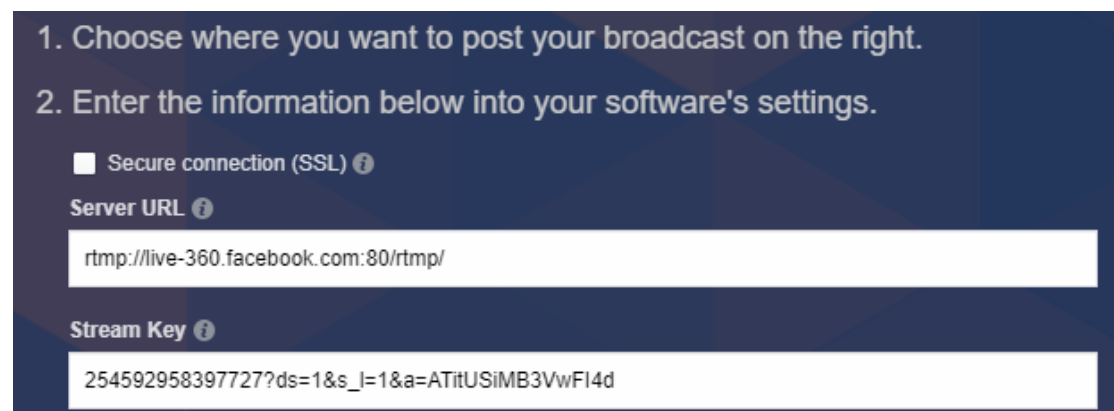 1. Choose where you want to post your broadcast on the right.
2. Enter the information below into your software's settings.
Secure connection (SSL)
Server URL
rtmp://live-360.facebook.com:80/rtmp/
Stream Key
254592958397727?ds=1&s_l=1&a=ATitUSiMB3VwFI4d